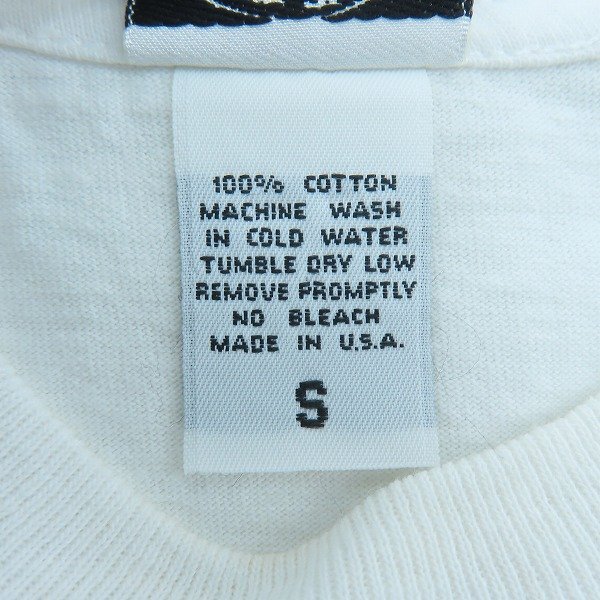 100% COTTON
MACHINE WASH
IN COLD WATER
TUMBLE DRY LOW
REMOVE PROMPTLY
NO BLEACH
MADE IN U.S.A.
S